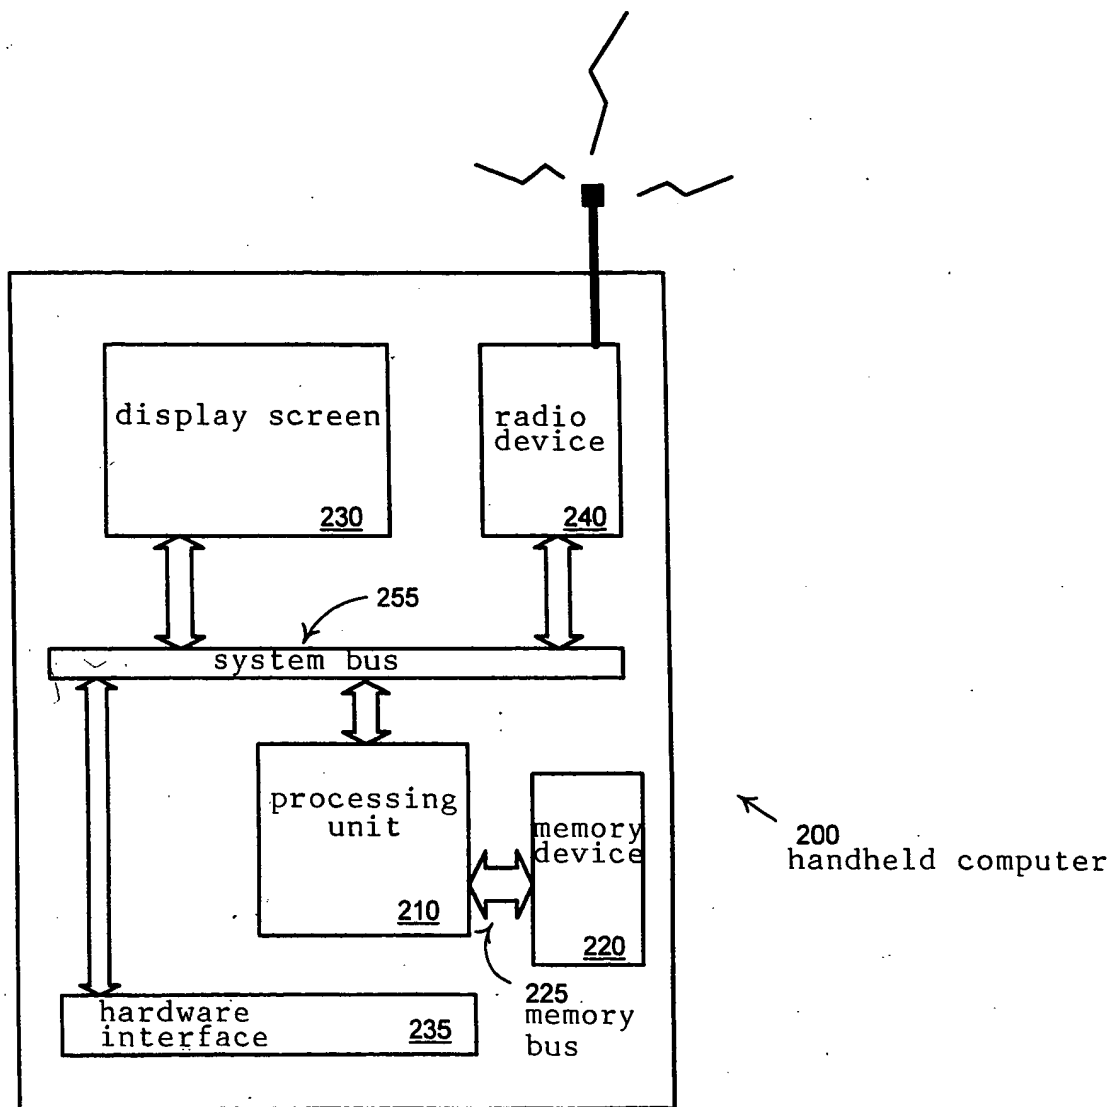 display screen
230
radio
device
240
255
system bus
processing
unit
210
memory
device
220
200
handheld computer
225
memory
bus
hardware
interface
235